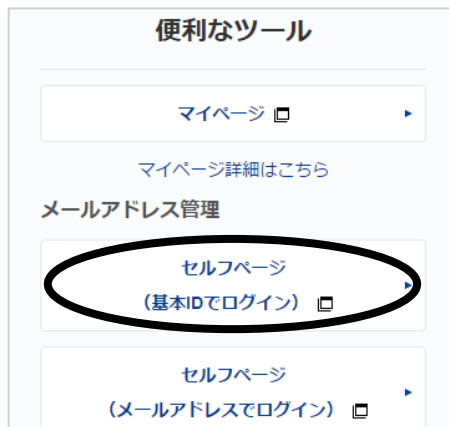 便利なツール
マイページ
マイページ詳細はこちら
メールアドレス管理
セルフページ
（基本IDでログイン）
セルフページ
（メールアドレスでログイン）